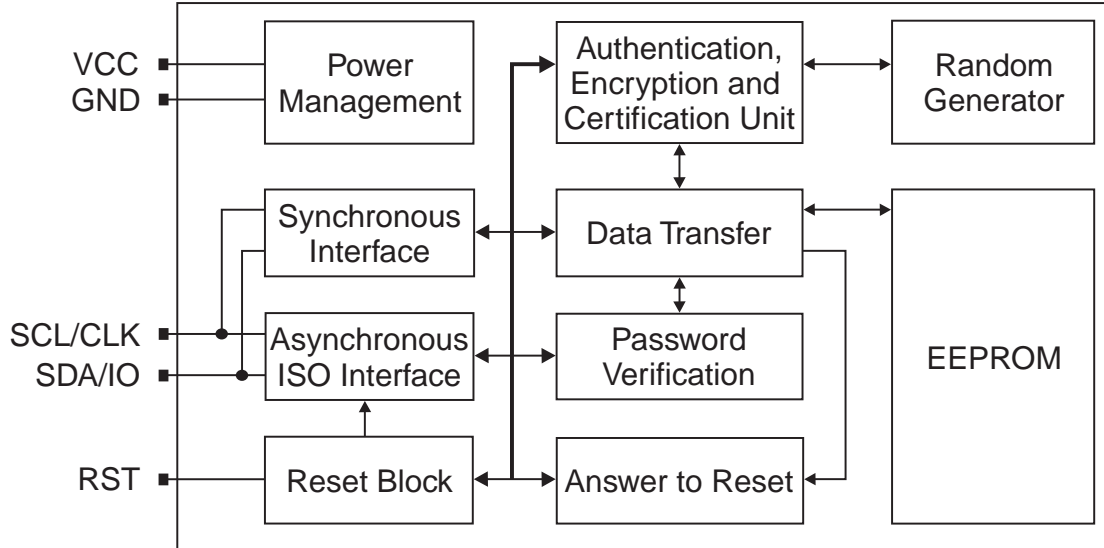 VCC
GND
Power
Management
Authentication,
Encryption and
Certification Unit
Random
Generator
Synchronous
Interface
Data Transfer
SCL/CLK
SDA/IO
Asynchronous
ISO Interface
Password
Verification
EEPROM
RST
Reset Block
Answer to Reset